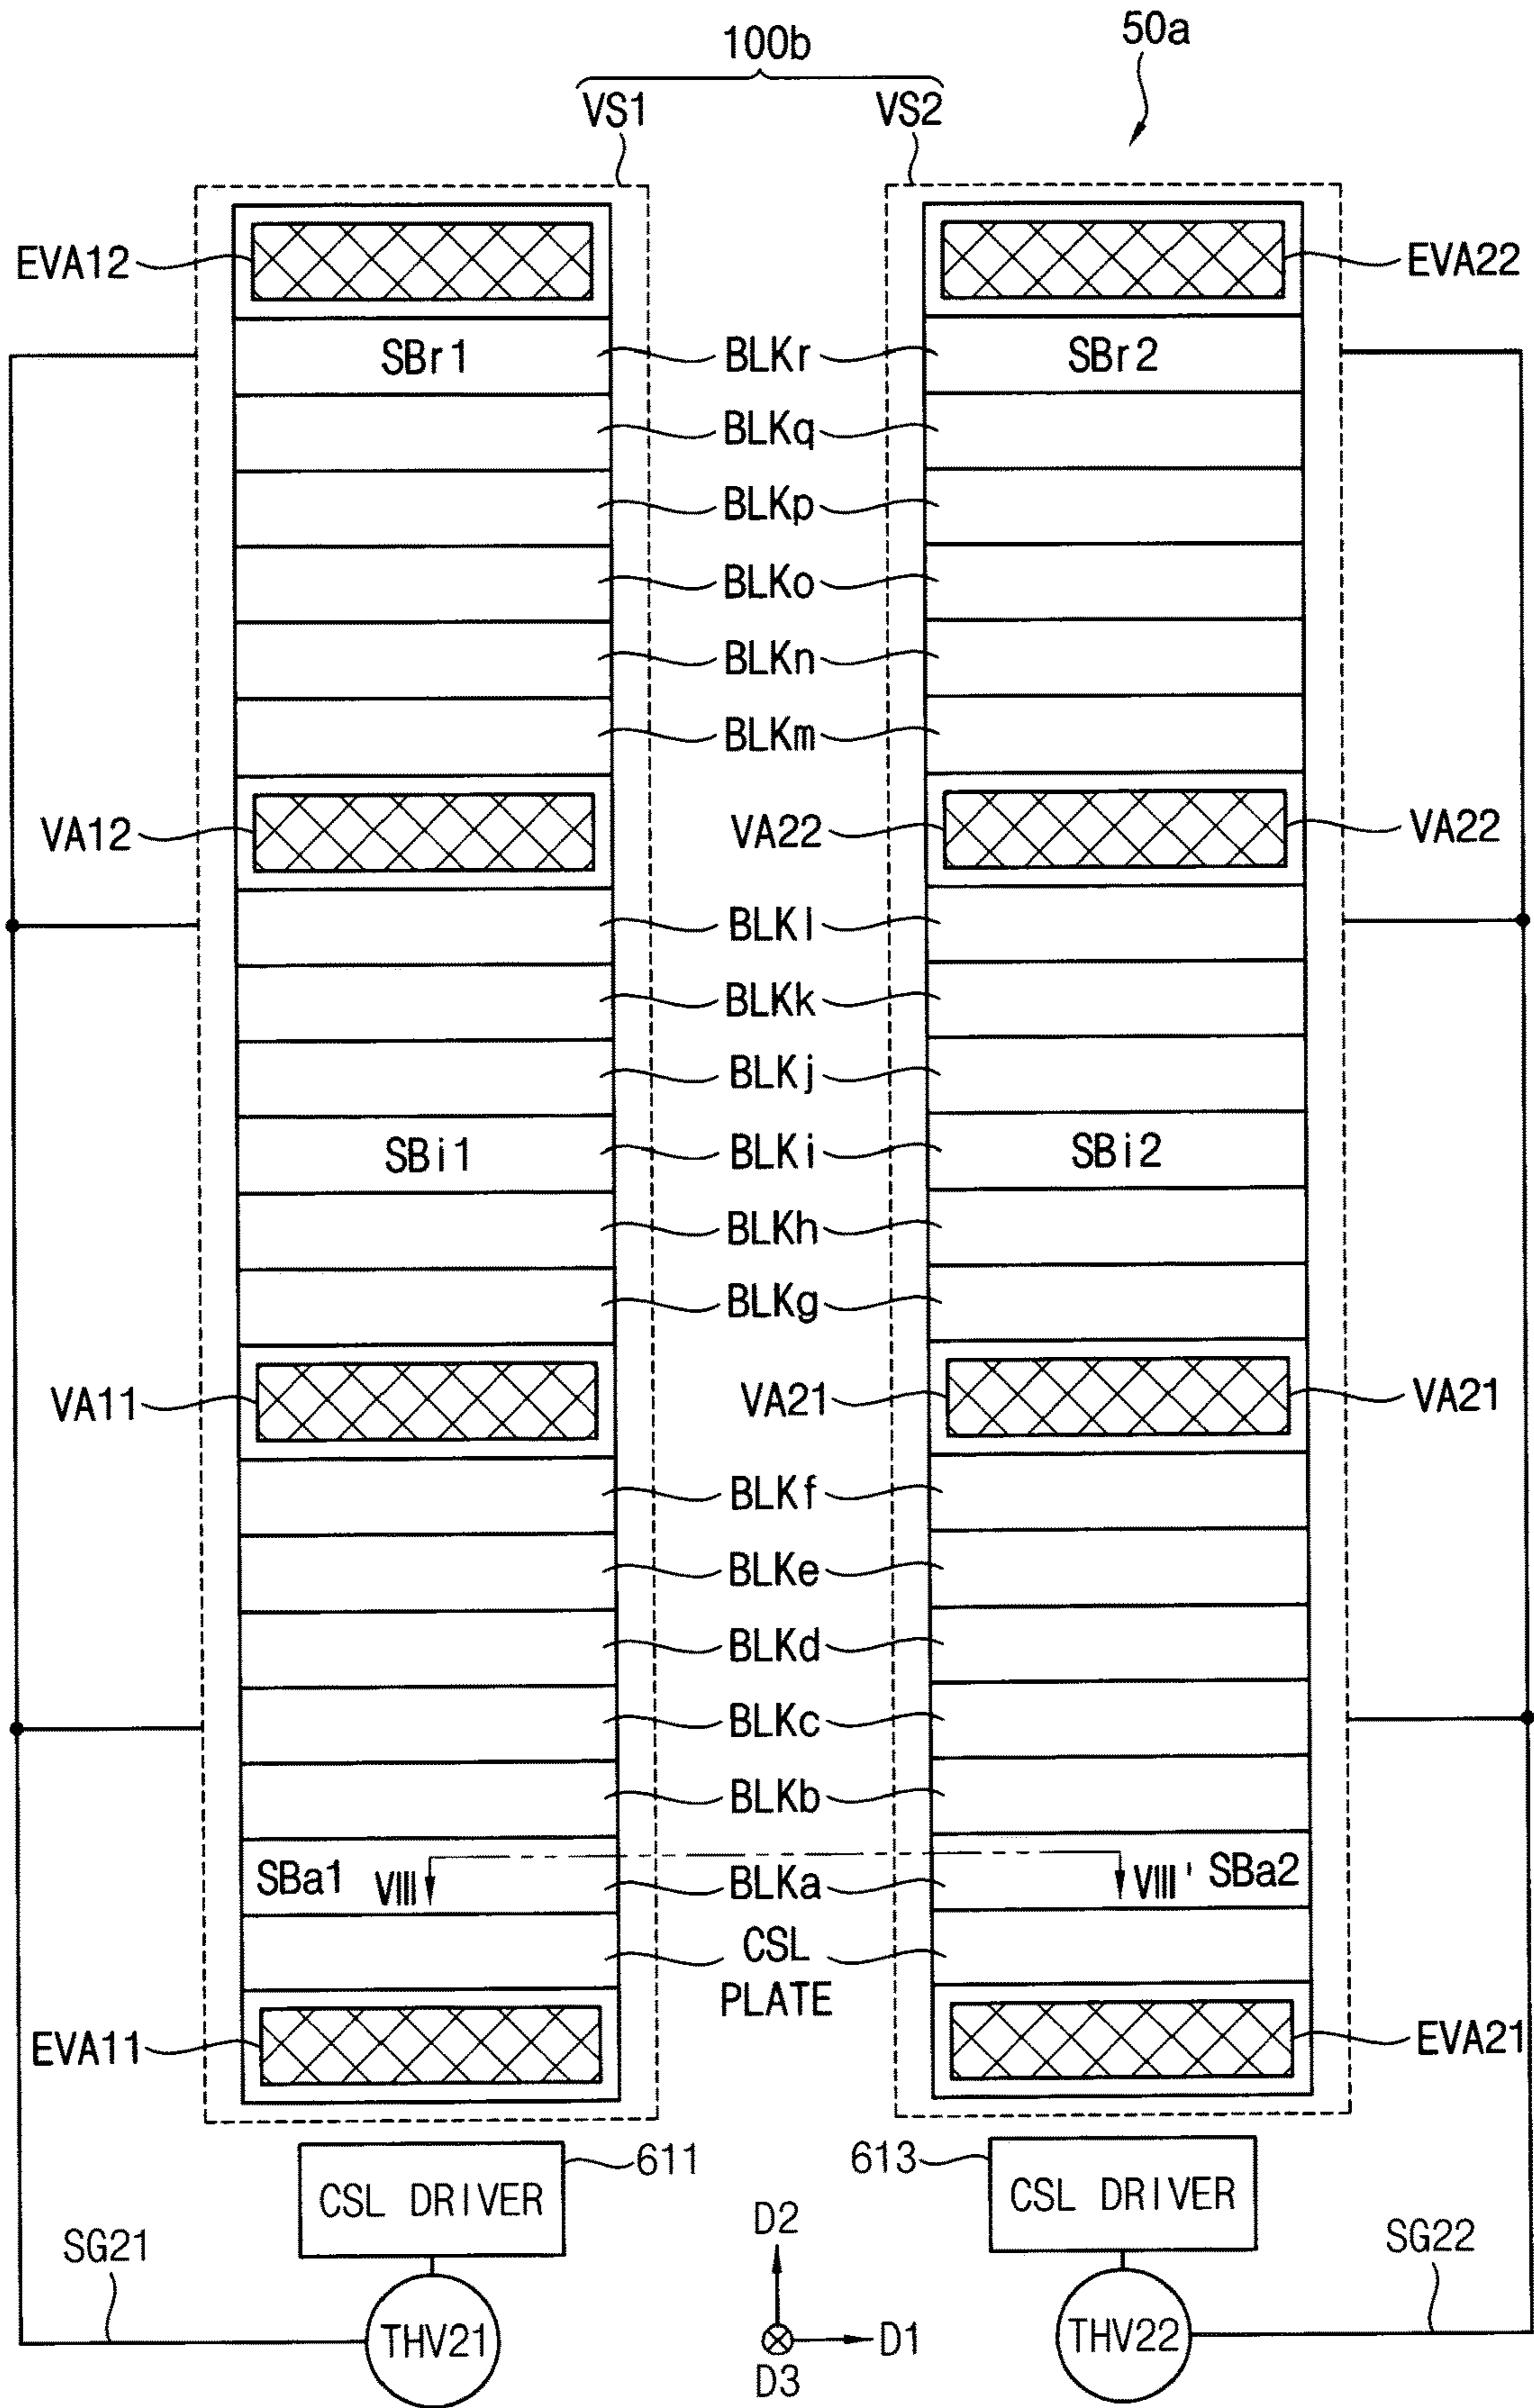 100b
50a
VS1
VS2
EVA12
EVA22
SBr1
BLKr
SBr2
BLKq
BLKp
BLKo
BLKn
BLKm
VA12
VA22
VA22
BLKl
BLKk
BLKj
SBi1
BLKi
SBi2
BLKh
BLKg
VA11
VA21
VA21
BLKf
BLKe
BLKd
BLKc
BLKb
SBa1
VIII
BLKa
VIII'
SBa2
CSL
PLATE
EVA11
EVA21
611
613
CSL DRIVER
CSL DRIVER
SG21
D2
SG22
THV21
D1
THV22
D3